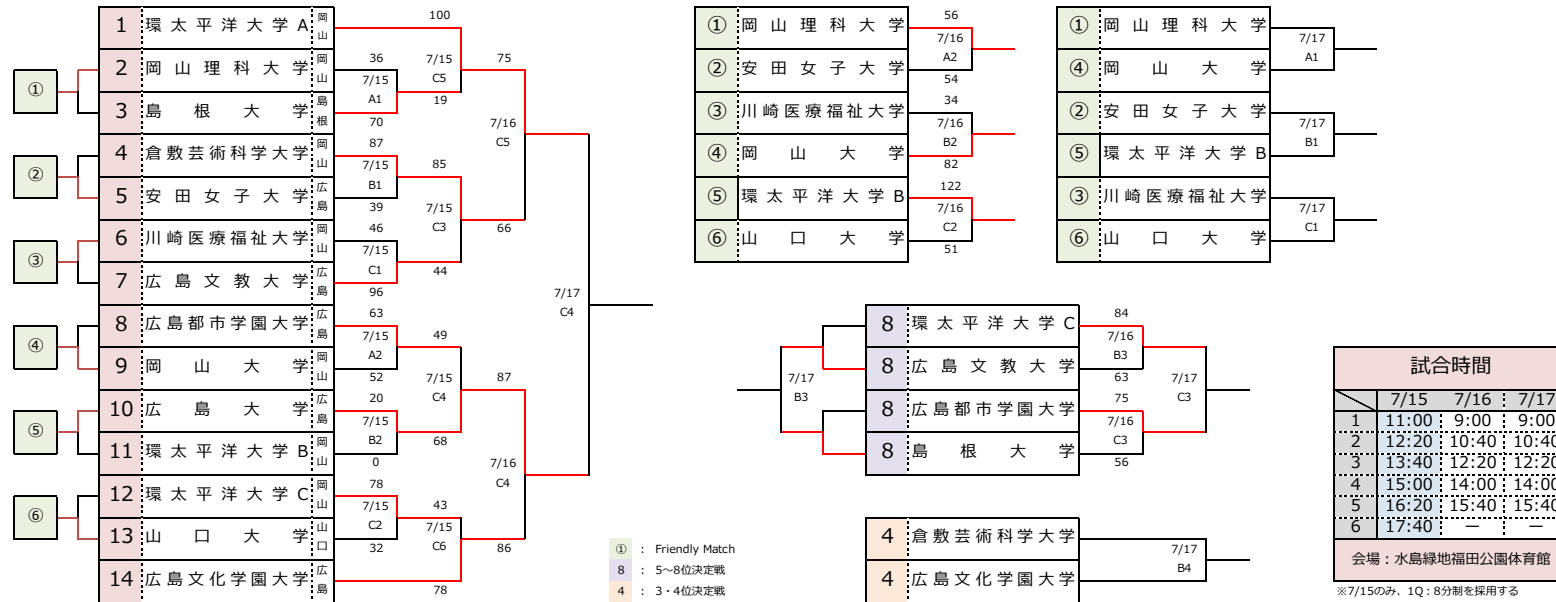 1 環太平洋大学A 岡山
2 岡山理科大学 岡山
3 島根大学 島根
4 倉敷芸術科学大学 岡山
5 安田女子大学 広島
6 川崎医療福祉大学 岡山
7 広島文教大学 広島
8 広島都市学園大学 広島
9 岡山大学 岡山
10 広島大学 広島
11 環太平洋大学B 岡山
12 環太平洋大学C 岡山
13 山口大学 山口
14 広島文化学園大学 広島
①
②
③
④
⑤
⑥
100
36
7/15
A1
70
7/15
C5
19
75
87
7/15
B1
39
85
46
7/15
C1
96
7/15
C3
44
66
7/16
C5
63
7/15
A2
52
49
20
7/15
B2
0
7/15
C4
68
87
78
7/15
C2
32
43
7/15
C6
78
86
7/16
C4
7/17
C4
① 岡山理科大学 56
7/16
A2
② 安田女子大学 54
③ 川崎医療福祉大学 34
7/16
B2
④ 岡山大学 82
⑤ 環太平洋大学B 122
7/16
C2
⑥ 山口大学 51
① 岡山理科大学
7/17
A1
④ 岡山大学
② 安田女子大学
7/17
B1
⑤ 環太平洋大学B
③ 川崎医療福祉大学
7/17
C1
⑥ 山口大学
8 環太平洋大学C 84
7/16
B3
8 広島文教大学 63
8 広島都市学園大学 75
7/16
C3
8 島根大学 56
7/17
B3
7/17
C3
4 倉敷芸術科学大学
7/17
B4
4 広島文化学園大学
① : Friendly Match
8 : 5~8位決定戦
4 : 3・4位決定戦
試合時間
7/15 7/16 7/17
1 11:00 9:00 9:00
2 12:20 10:40 10:40
3 13:40 12:20 12:20
4 15:00 14:00 14:00
5 16:20 15:40 15:40
6 17:40 － －
会場：水島緑地福田公園体育館
※7/15のみ、1Q：8分制を採用する